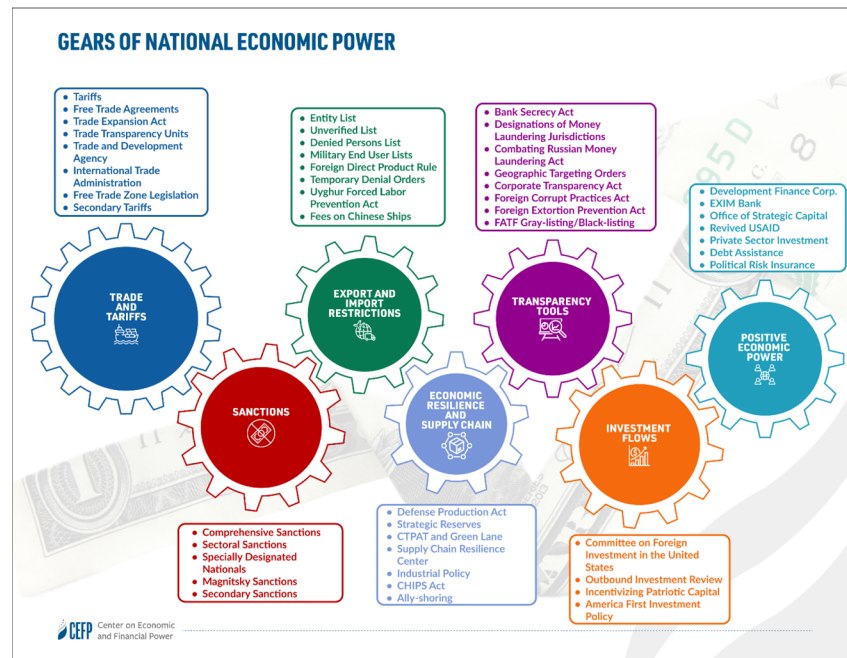 GEARS OF NATIONAL ECONOMIC POWER
• Tariffs
• Free Trade Agreements
• Trade Expansion Act
• Trade Transparency Units
• Trade and Development
Agency
• International Trade
Administration
• Free Trade Zone Legislation
• Secondary Tariffs
• Entity List
• Unverified List
• Denied Persons List
• Military End User Lists
• Foreign Direct Product Rule
• Temporary Denial Orders
• Uyghur Forced Labor
Prevention Act
• Fees on Chinese Ships
• Bank Secrecy Act
• Designations of Money
Laundering Jurisdictions
• Combating Russian Money
Laundering Act
• Geographic Targeting Orders
• Corporate Transparency Act
• Foreign Corrupt Practices Act
• Foreign Extortion Prevention Act
• FATF Gray-listing/Black-listing
• Development Finance Corp.
• EXIM Bank
• Office of Strategic Capital
• Revived USAID
• Private Sector Investment
• Debt Assistance
• Political Risk Insurance
TRADE
AND
TARIFFS
EXPORT AND
IMPORT
RESTRICTIONS
TRANSPARENCY
TOOLS
POSITIVE
ECONOMIC
POWER
SANCTIONS
ECONOMIC
RESILIENCE
AND
SUPPLY CHAIN
INVESTMENT
FLOWS
• Comprehensive Sanctions
• Sectoral Sanctions
• Specially Designated
Nationals
• Magnitsky Sanctions
• Secondary Sanctions
• Defense Production Act
• Strategic Reserves
• CTPAT and Green Lane
• Supply Chain Resilience
Center
• Industrial Policy
• CHIPS Act
• Ally-shoring
• Committee on Foreign
Investment in the United
States
• Outbound Investment Review
• Incentivizing Patriotic Capital
• America First Investment
Policy
CEFP
Center on Economic
and Financial Power